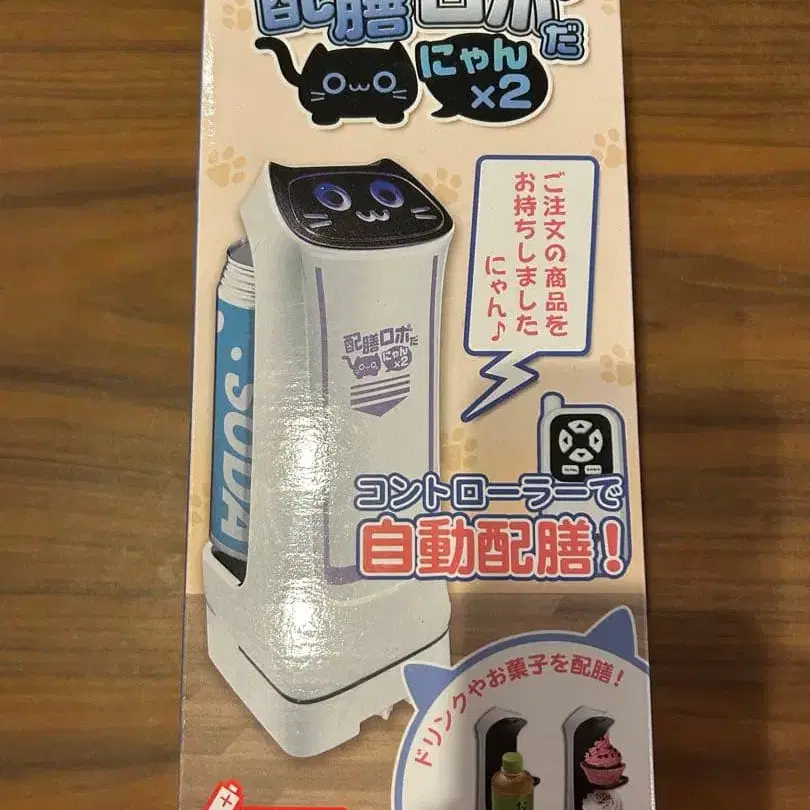 配膳ロボだ
にゃん
×2
ご注文の商品を
お持ちしました
にゃん♪
配膳ロボだ
にゃん
×2
SODA
コントローラーで
自動配膳！
ドリンクやお菓子を配膳！